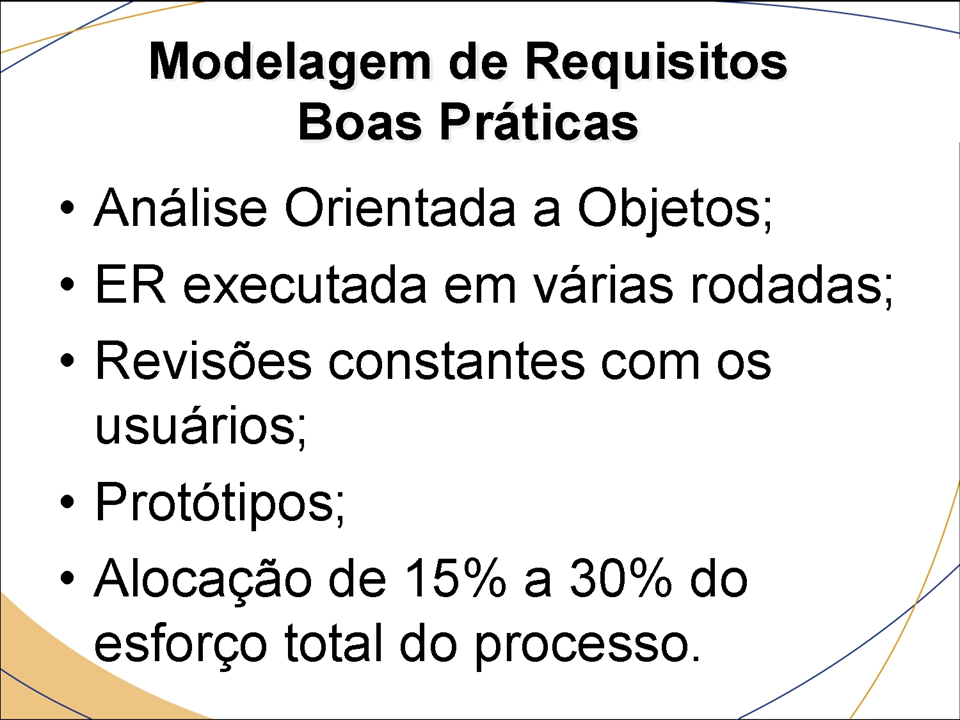 Modelagem de Requisitos
Boas Práticas
• Análise Orientada a Objetos;
• ER executada em várias rodadas;
• Revisões constantes com os
usuários;
• Protótipos;
• Alocação de 15% a 30% do
esforço total do processo.